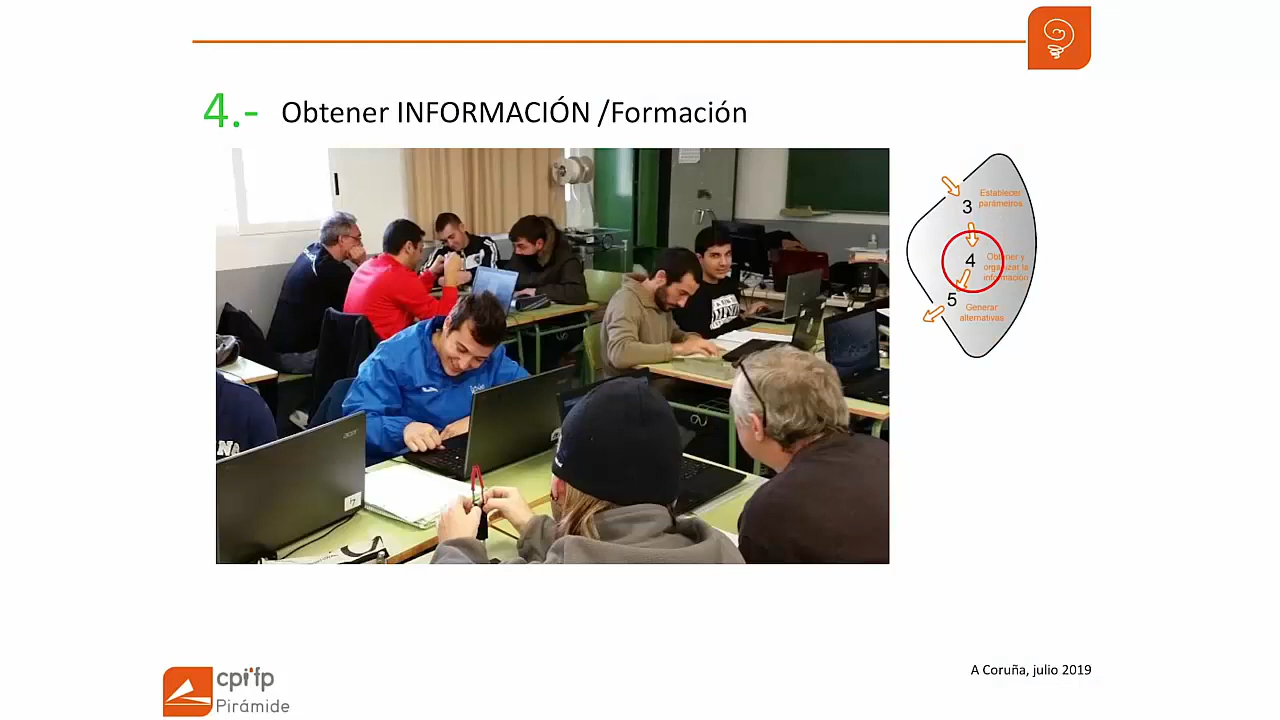 4.- Obtener INFORMACIÓN /Formación
Establecer
parámetros
3
4
Obtener y
organizar la
información
5
Generar
alternativas
acer
A Coruña, julio 2019
cpifp
Pirámide